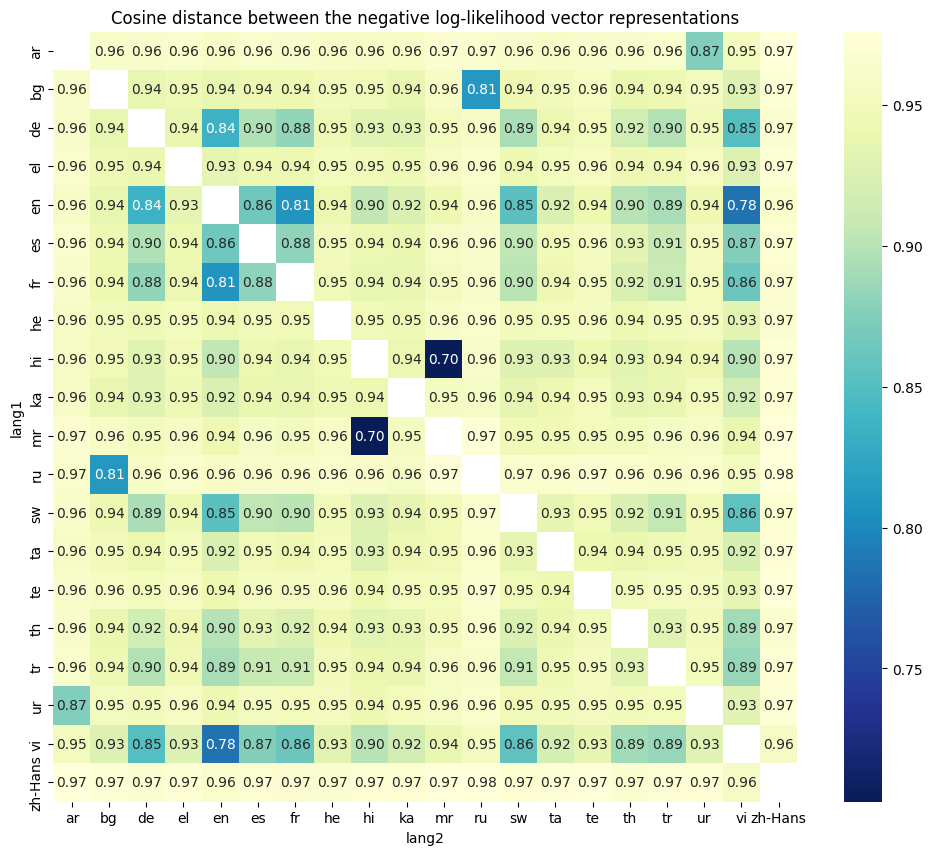 Cosine distance between the negative log-likelihood vector representations
ar 0.96 0.96 0.96 0.96 0.96 0.96 0.96 0.96 0.96 0.97 0.97 0.96 0.96 0.96 0.96 0.96 0.87 0.95 0.97
bg 0.96 0.94 0.95 0.94 0.94 0.94 0.95 0.95 0.94 0.96 0.81 0.94 0.95 0.96 0.94 0.94 0.95 0.93 0.97
de 0.96 0.94 0.94 0.84 0.90 0.88 0.95 0.93 0.93 0.95 0.96 0.89 0.94 0.95 0.92 0.90 0.95 0.85 0.97
el 0.96 0.95 0.94 0.93 0.94 0.94 0.95 0.95 0.95 0.96 0.96 0.94 0.95 0.96 0.94 0.94 0.96 0.93 0.97
en 0.96 0.94 0.84 0.93 0.86 0.81 0.94 0.90 0.92 0.94 0.96 0.85 0.92 0.94 0.90 0.89 0.94 0.78 0.96
es 0.96 0.94 0.90 0.94 0.86 0.88 0.95 0.94 0.94 0.96 0.96 0.90 0.95 0.96 0.93 0.91 0.95 0.87 0.97
fr 0.96 0.94 0.88 0.94 0.81 0.88 0.95 0.94 0.94 0.95 0.96 0.90 0.94 0.95 0.92 0.91 0.95 0.86 0.97
he 0.96 0.95 0.95 0.95 0.94 0.95 0.95 0.95 0.95 0.96 0.96 0.95 0.95 0.96 0.94 0.95 0.95 0.93 0.97
hi 0.96 0.95 0.93 0.95 0.90 0.94 0.94 0.95 0.94 0.70 0.96 0.93 0.93 0.94 0.93 0.94 0.94 0.90 0.97
ka 0.96 0.94 0.93 0.95 0.92 0.94 0.94 0.95 0.94 0.95 0.96 0.94 0.94 0.95 0.93 0.94 0.95 0.92 0.97
mr 0.97 0.96 0.95 0.96 0.94 0.96 0.95 0.96 0.70 0.95 0.97 0.95 0.95 0.95 0.95 0.96 0.95 0.94 0.97
ru 0.97 0.81 0.96 0.96 0.96 0.96 0.96 0.96 0.96 0.96 0.97 0.97 0.96 0.97 0.96 0.96 0.96 0.95 0.98
sw 0.96 0.94 0.89 0.94 0.85 0.90 0.90 0.95 0.93 0.94 0.95 0.97 0.93 0.95 0.92 0.91 0.95 0.86 0.97
ta 0.96 0.95 0.94 0.95 0.92 0.95 0.94 0.95 0.93 0.94 0.95 0.96 0.93 0.94 0.94 0.95 0.95 0.92 0.97
te 0.96 0.96 0.95 0.96 0.94 0.96 0.95 0.96 0.94 0.95 0.95 0.97 0.95 0.94 0.95 0.95 0.95 0.93 0.97
th 0.96 0.94 0.92 0.94 0.90 0.93 0.92 0.94 0.93 0.93 0.95 0.96 0.92 0.94 0.95 0.93 0.95 0.89 0.97
tr 0.96 0.94 0.90 0.94 0.89 0.91 0.91 0.95 0.94 0.94 0.96 0.96 0.91 0.95 0.95 0.93 0.95 0.89 0.97
ur 0.87 0.95 0.95 0.96 0.94 0.95 0.95 0.95 0.94 0.95 0.95 0.96 0.95 0.95 0.95 0.95 0.95 0.93 0.97
vi 0.95 0.93 0.85 0.93 0.78 0.87 0.86 0.93 0.90 0.92 0.94 0.95 0.86 0.92 0.93 0.89 0.89 0.93 0.96
zh-Hans 0.97 0.97 0.97 0.97 0.96 0.97 0.97 0.97 0.97 0.97 0.97 0.98 0.97 0.97 0.97 0.97 0.97 0.97 0.96
lang1
ar bg de el en es fr he hi ka mr ru sw ta te th tr ur vi zh-Hans
lang2
0.95
0.90
0.85
0.80
0.75